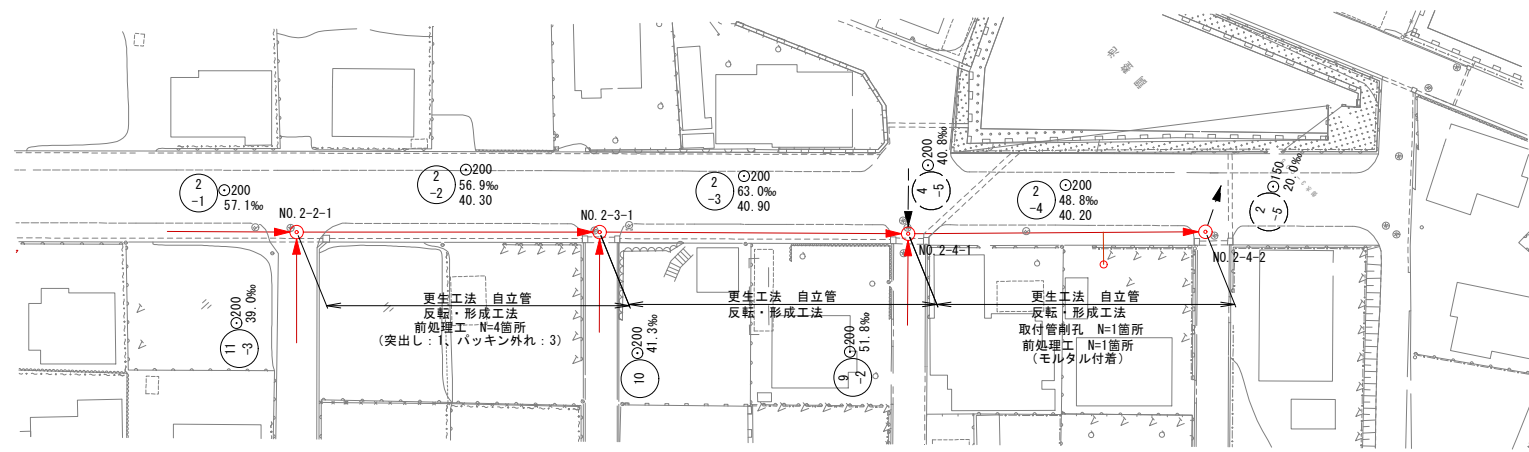 2
-1
⊙200
57.1‰
2
-2
⊙200
56.9‰
40.30
2
-3
⊙200
63.0‰
40.90
4
-5
⊙200
40.8‰
2
-4
⊙200
48.8‰
40.20
2
-5
⊙150
20.0‰
NO.2-2-1
NO.2-3-1
NO.2-4-1
NO.2-4-2
更生工法 自立管
反転・形成工法
前処理工 N=4箇所
(突出し:1、パッキン外れ:3)
更生工法 自立管
反転・形成工法
更生工法 自立管
反転・形成工法
取付管削孔 N=1箇所
前処理工 N=1箇所
(モルタル付着)
11
-3
⊙200
39.0‰
10
⊙200
41.3‰
9
-2
⊙200
51.8‰